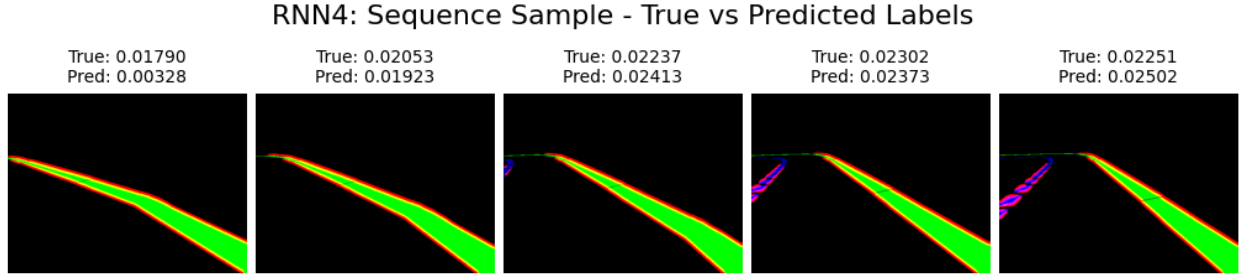 RNN4: Sequence Sample - True vs Predicted Labels
True: 0.01790
Pred: 0.00328
True: 0.02053
Pred: 0.01923
True: 0.02237
Pred: 0.02413
True: 0.02302
Pred: 0.02373
True: 0.02251
Pred: 0.02502